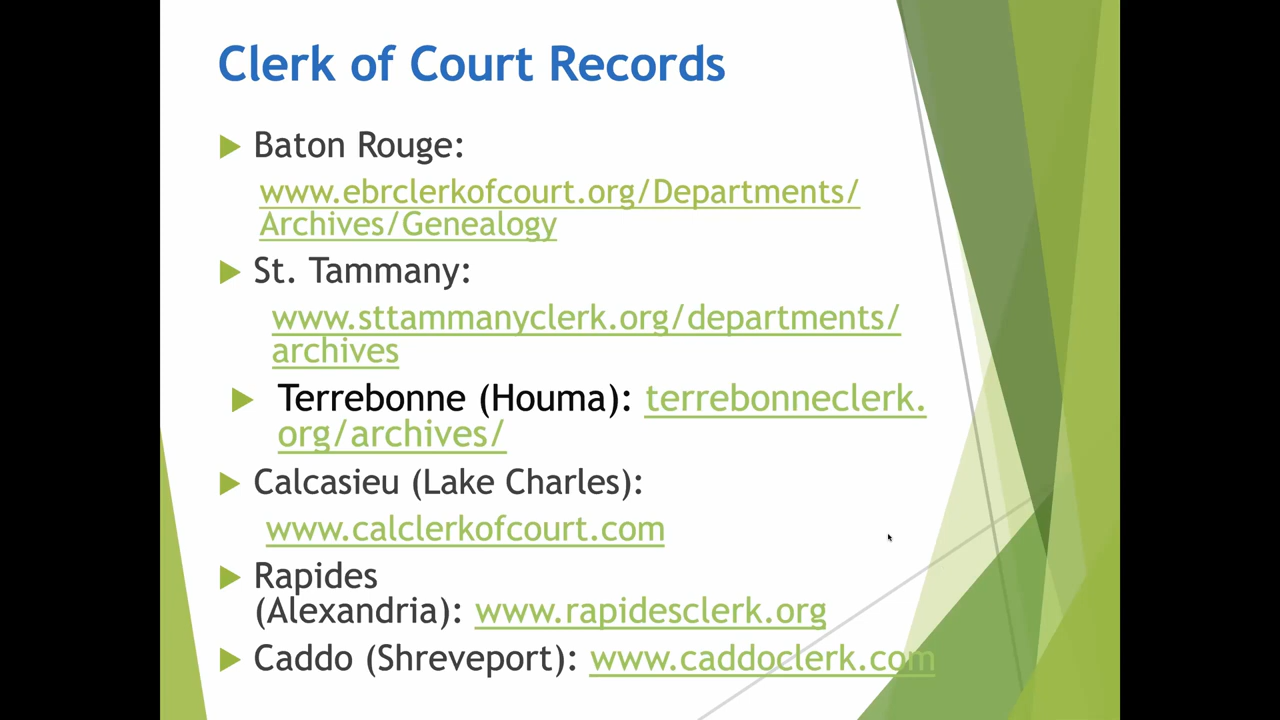 Clerk of Court Records
Baton Rouge:
www.ebrclerkofcourt.org/Departments/
Archives/Genealogy
St. Tammany:
www.sttammanyclerk.org/departments/
archives
Terrebonne (Houma): terrebonneclerk.
org/archives/
Calcasieu (Lake Charles):
www.calclerkofcourt.com
Rapides
(Alexandria): www.rapidesclerk.org
Caddo (Shreveport): www.caddoclerk.com